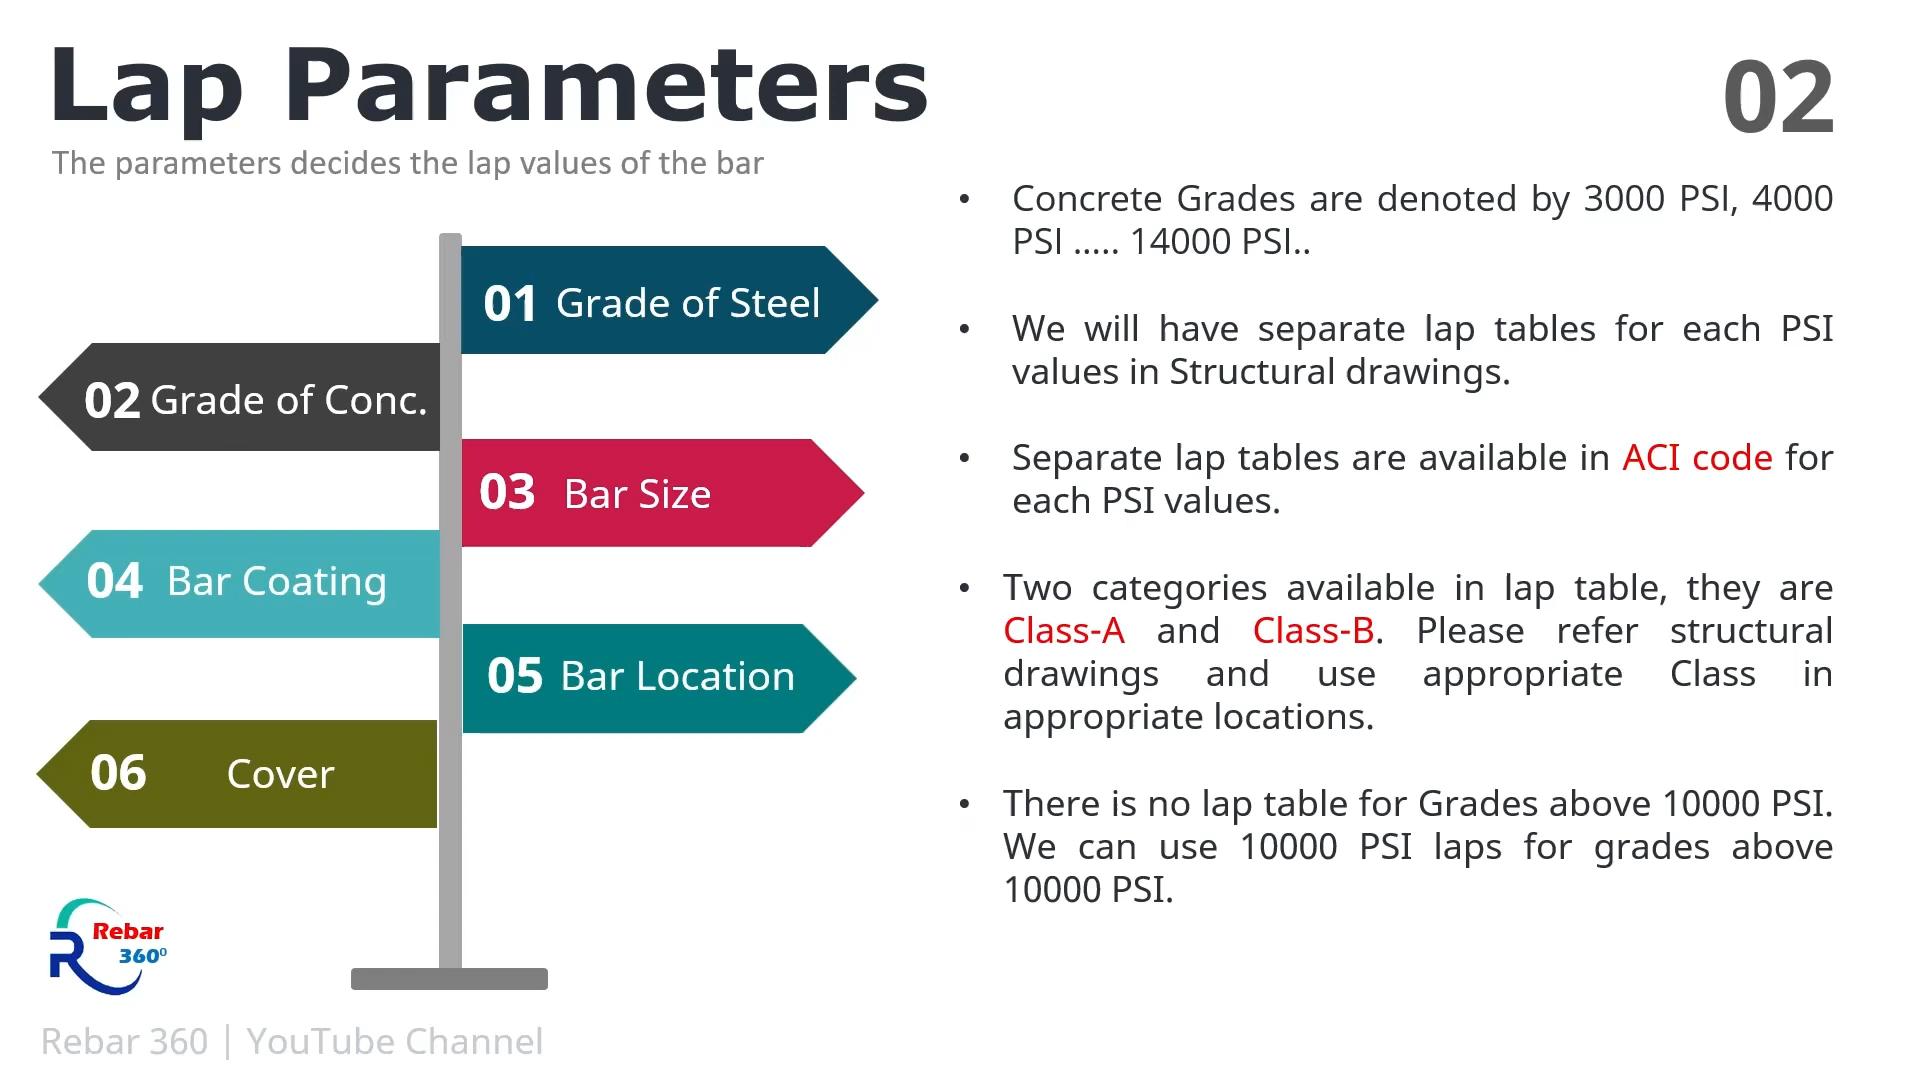 Lap Parameters
The parameters decides the lap values of the bar
02
01 Grade of Steel
02 Grade of Conc.
03 Bar Size
04 Bar Coating
05 Bar Location
06 Cover
• Concrete Grades are denoted by 3000 PSI, 4000
PSI ..... 14000 PSI..
• We will have separate lap tables for each PSI
values in Structural drawings.
• Separate lap tables are available in ACI code for
each PSI values.
• Two categories available in lap table, they are
Class-A and Class-B. Please refer structural
drawings and use appropriate Class in
appropriate locations.
• There is no lap table for Grades above 10000 PSI.
We can use 10000 PSI laps for grades above
10000 PSI.
R
Rebar
360⁰
Rebar 360 | YouTube Channel